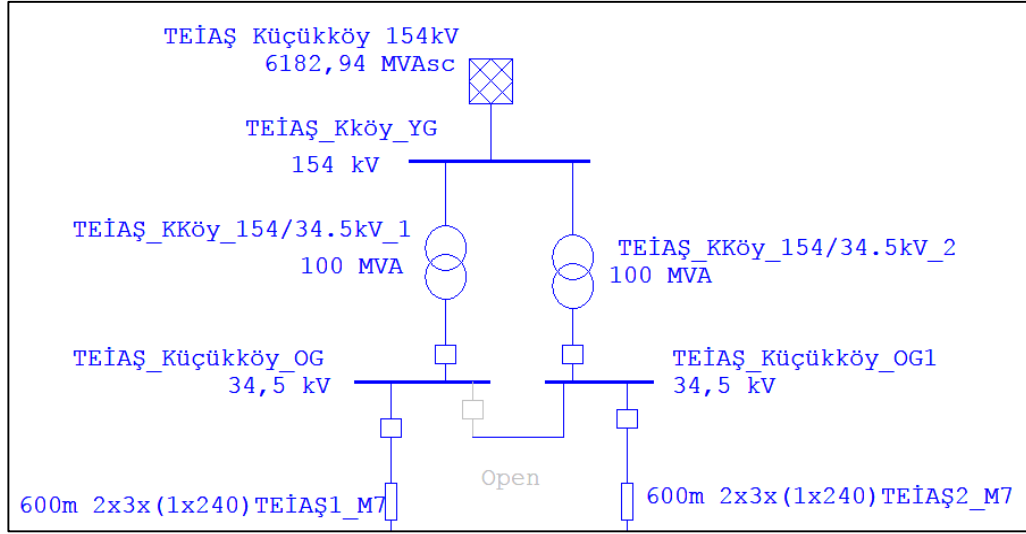 TEİAŞ Küçükköy 154kV
6182,94 MVAsc
TEİAŞ_Kköy_YG
154 kV
TEİAŞ_KKöy_154/34.5kV_1
100 MVA
TEİAŞ_KKöy_154/34.5kV_2
100 MVA
TEİAŞ_Küçükköy_OG
34,5 kV
TEİAŞ_Küçükköy_OG1
34,5 kV
Open
600m 2x3x(1x240)TEİAŞ1_M7
600m 2x3x(1x240)TEİAŞ2_M7